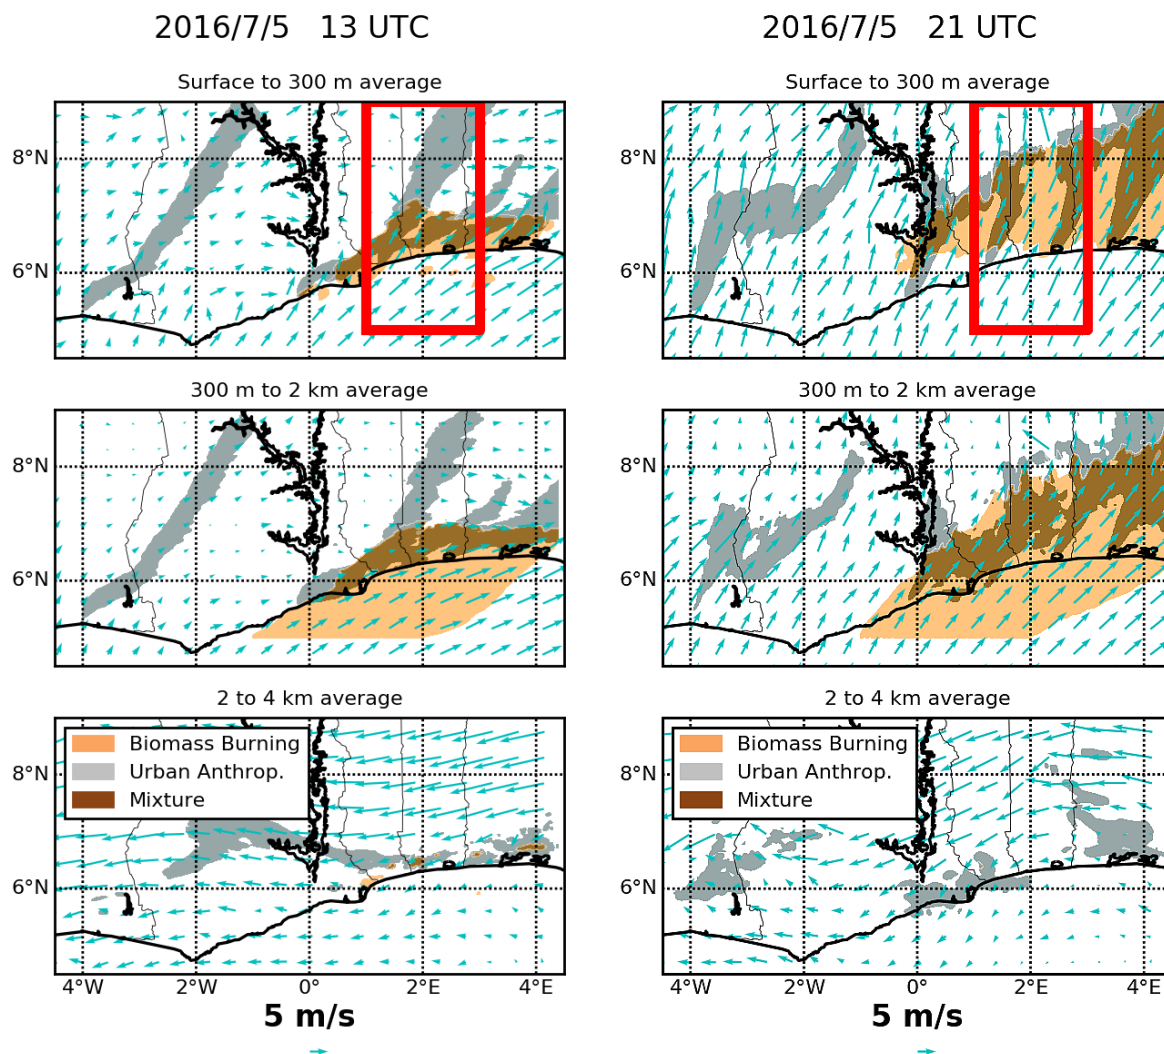 2016/7/5 13 UTC
2016/7/5 21 UTC
Surface to 300 m average
Surface to 300 m average
8°N
6°N
8°N
6°N
300 m to 2 km average
300 m to 2 km average
8°N
6°N
8°N
6°N
2 to 4 km average
2 to 4 km average
Biomass Burning
Urban Anthrop.
Mixture
Biomass Burning
Urban Anthrop.
Mixture
8°N
6°N
8°N
6°N
4°W 2°W 0° 2°E 4°E
4°W 2°W 0° 2°E 4°E
5 m/s
5 m/s